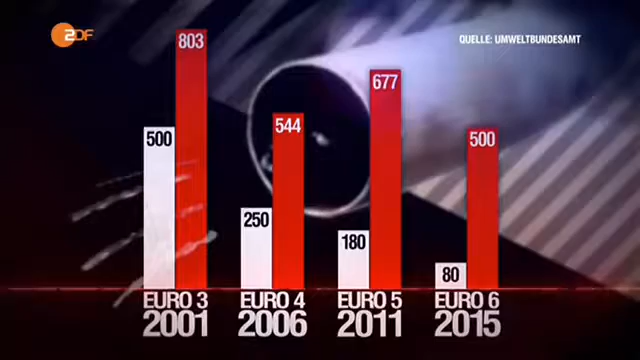 ZDF
QUELLE: UMWELTBUNDESAMT
803
500
544
250
677
180
500
80
EURO 3
2001
EURO 4
2006
EURO 5
2011
EURO 6
2015